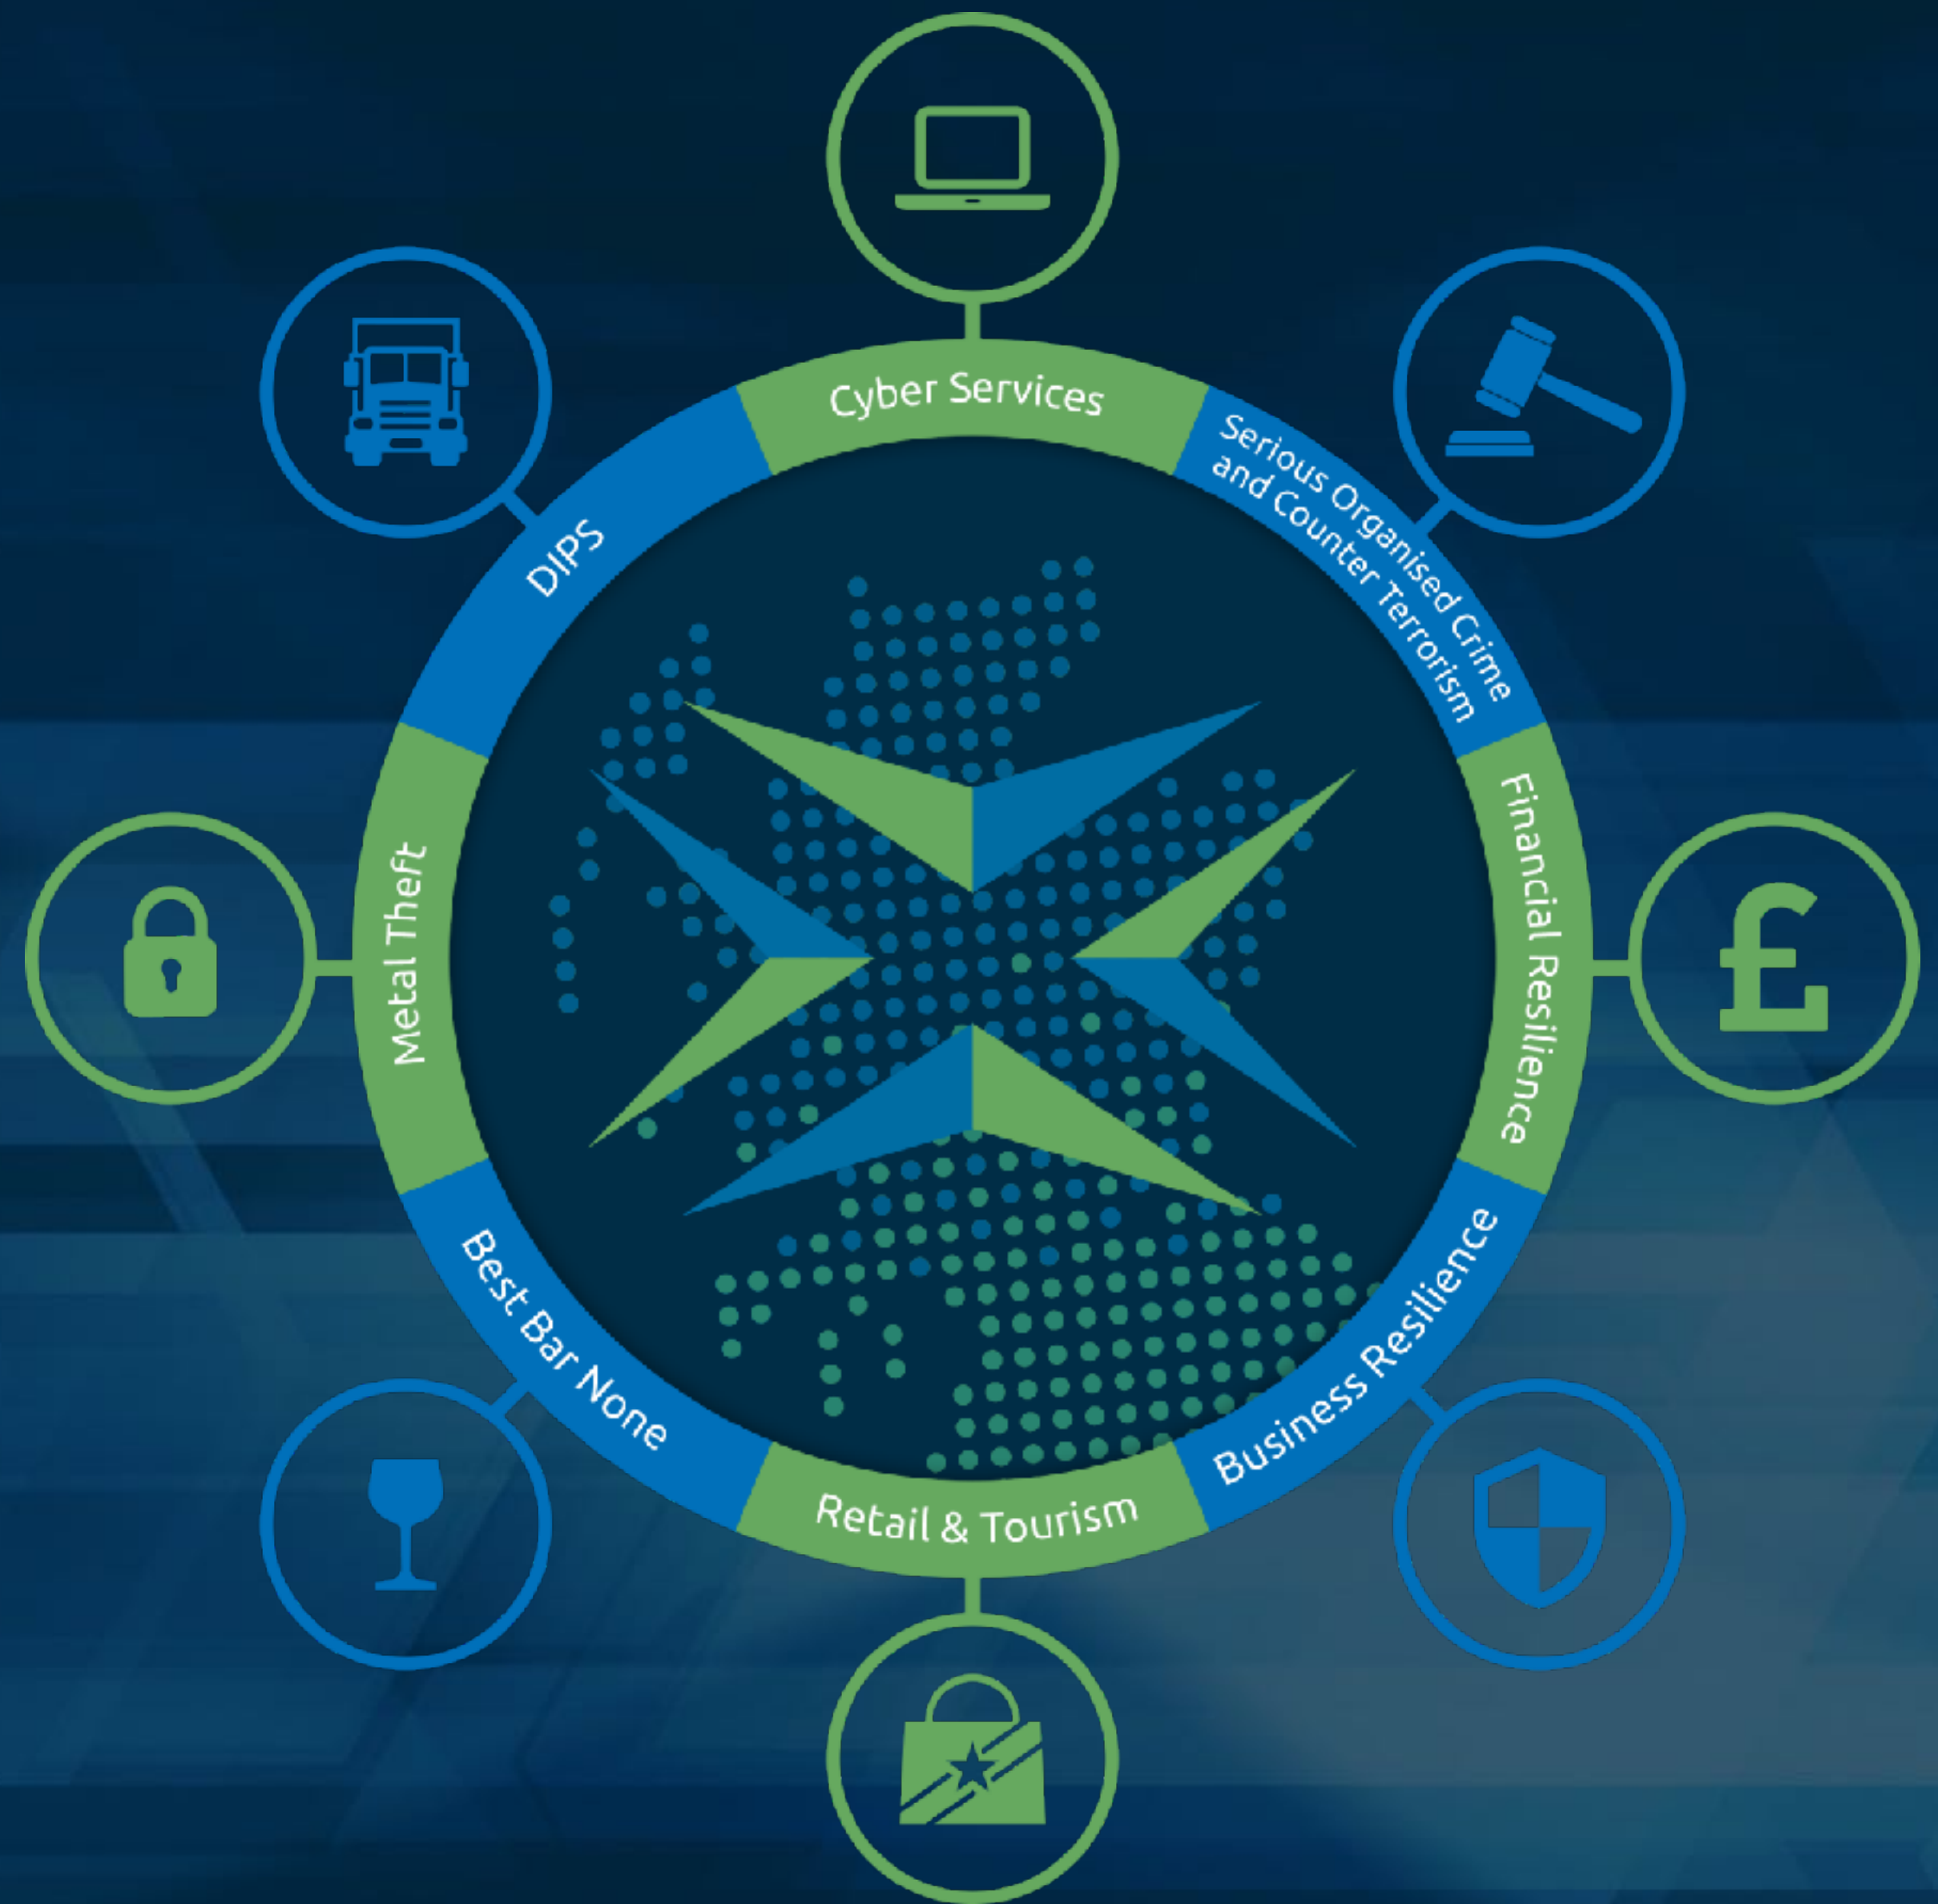 Cyber Services
Serious Organised Crime
and Counter Terrorism
Financial Resilience
Business Resilience
Retail & Tourism
Best Bar None
Metal Theft
DIPS
£